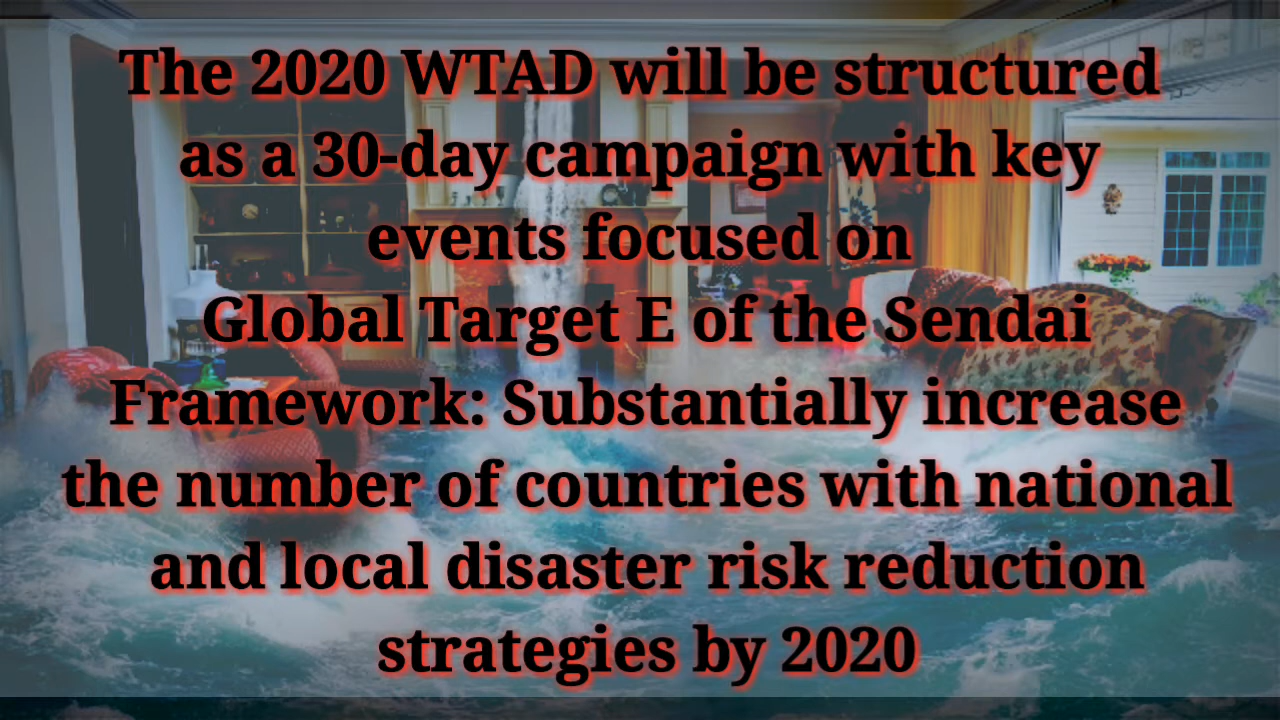 The 2020 WTAD will be structured
as a 30-day campaign with key
events focused on
Global Target E of the Sendai
Framework: Substantially increase
the number of countries with national
and local disaster risk reduction
strategies by 2020